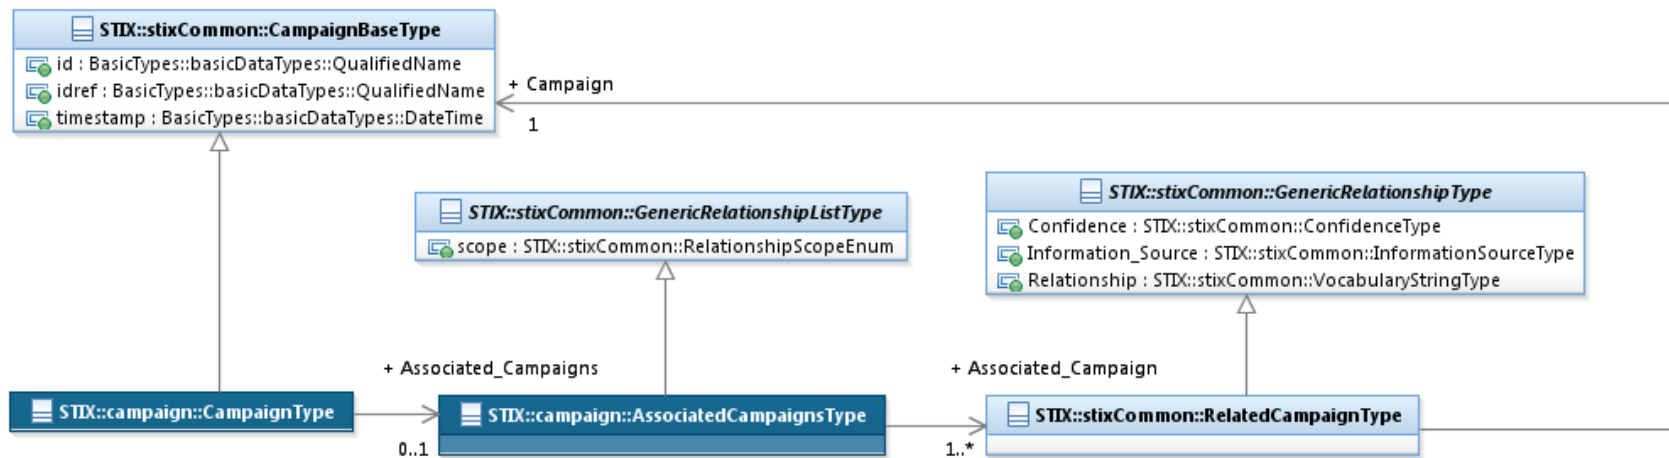 STIX::stixCommon::CampaignBaseType
id : BasicTypes::basicDataTypes::QualifiedName
idref : BasicTypes::basicDataTypes::QualifiedName
timestamp : BasicTypes::basicDataTypes::DateTime
+ Campaign
1
STIX::stixCommon::GenericRelationshipListType
scope : STIX::stixCommon::RelationshipScopeEnum
STIX::stixCommon::GenericRelationshipType
Confidence : STIX::stixCommon::ConfidenceType
Information_Source : STIX::stixCommon::InformationSourceType
Relationship : STIX::stixCommon::VocabularyStringType
+ Associated_Campaigns
+ Associated_Campaign
STIX::campaign::CampaignType
STIX::campaign::AssociatedCampaignsType
STIX::stixCommon::RelatedCampaignType
0..1
1..*